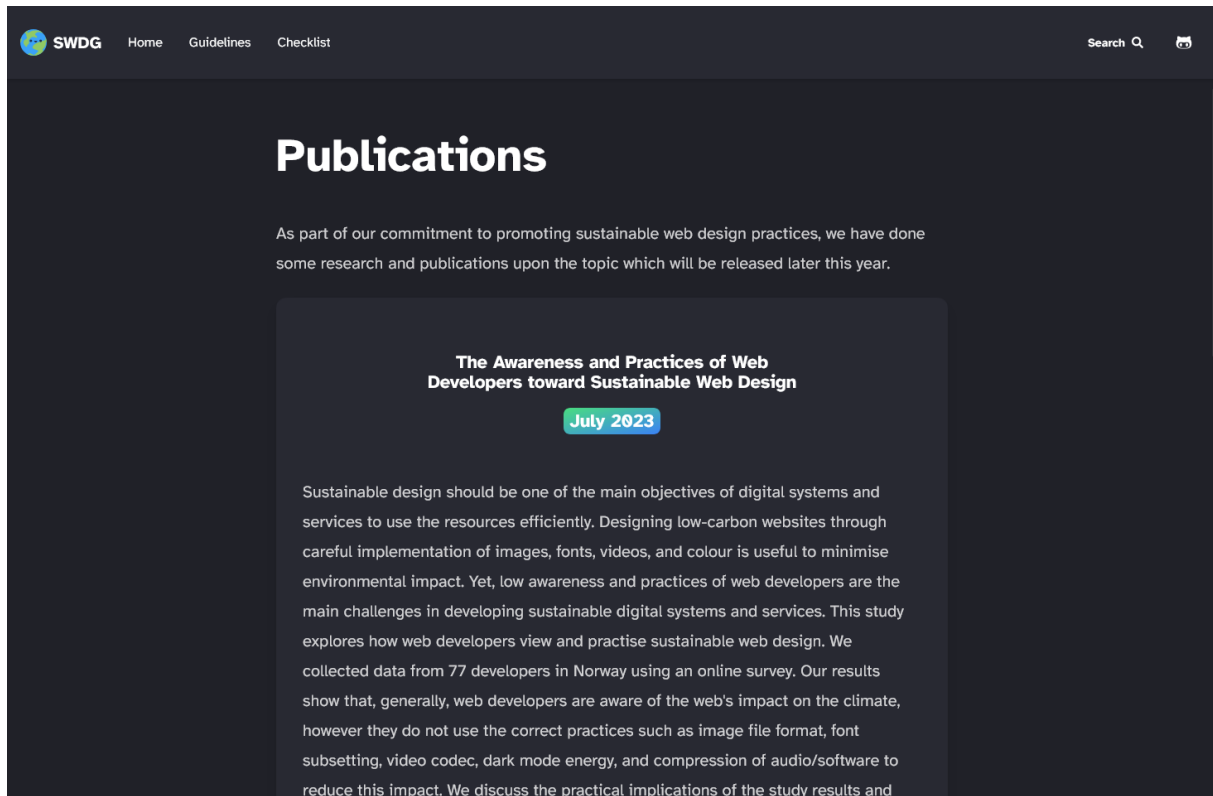 SWDG Home Guidelines Checklist Search
Publications
As part of our commitment to promoting sustainable web design practices, we have done
some research and publications upon the topic which will be released later this year.
The Awareness and Practices of Web
Developers toward Sustainable Web Design
July 2023
Sustainable design should be one of the main objectives of digital systems and
services to use the resources efficiently. Designing low-carbon websites through
careful implementation of images, fonts, videos, and colour is useful to minimise
environmental impact. Yet, low awareness and practices of web developers are the
main challenges in developing sustainable digital systems and services. This study
explores how web developers view and practise sustainable web design. We
collected data from 77 developers in Norway using an online survey. Our results
show that, generally, web developers are aware of the web's impact on the climate,
however they do not use the correct practices such as image file format, font
subsetting, video codec, dark mode energy, and compression of audio/software to
reduce this impact. We discuss the practical implications of the study results and